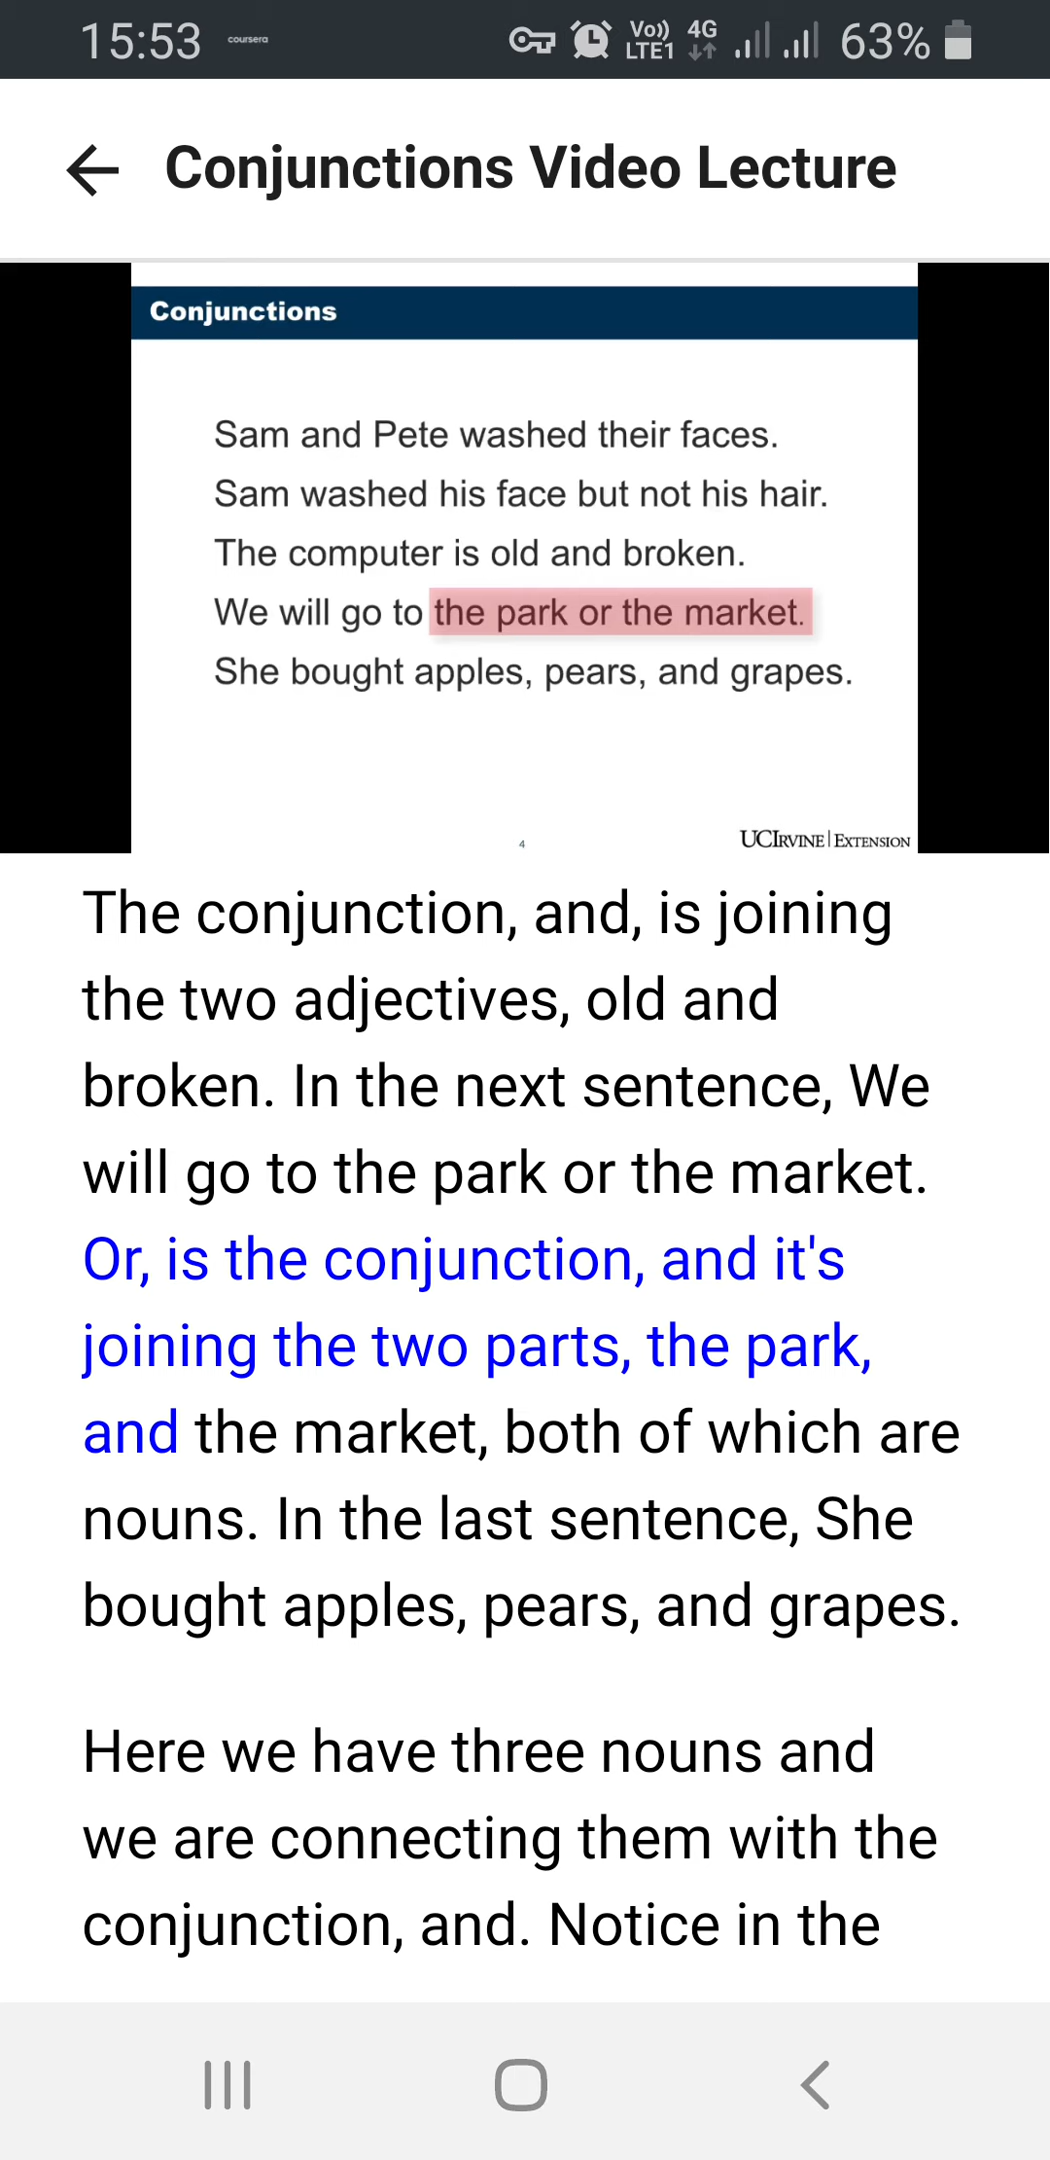 15:53 coursera Vo)) LTE1 4G 63%
Conjunctions Video Lecture
Conjunctions
Sam and Pete washed their faces.
Sam washed his face but not his hair.
The computer is old and broken.
We will go to the park or the market.
She bought apples, pears, and grapes.
4
UCIRVINE | EXTENSION
The conjunction, and, is joining
the two adjectives, old and
broken. In the next sentence, We
will go to the park or the market.
Or, is the conjunction, and it's
joining the two parts, the park,
and the market, both of which are
nouns. In the last sentence, She
bought apples, pears, and grapes.
Here we have three nouns and
we are connecting them with the
conjunction, and. Notice in the